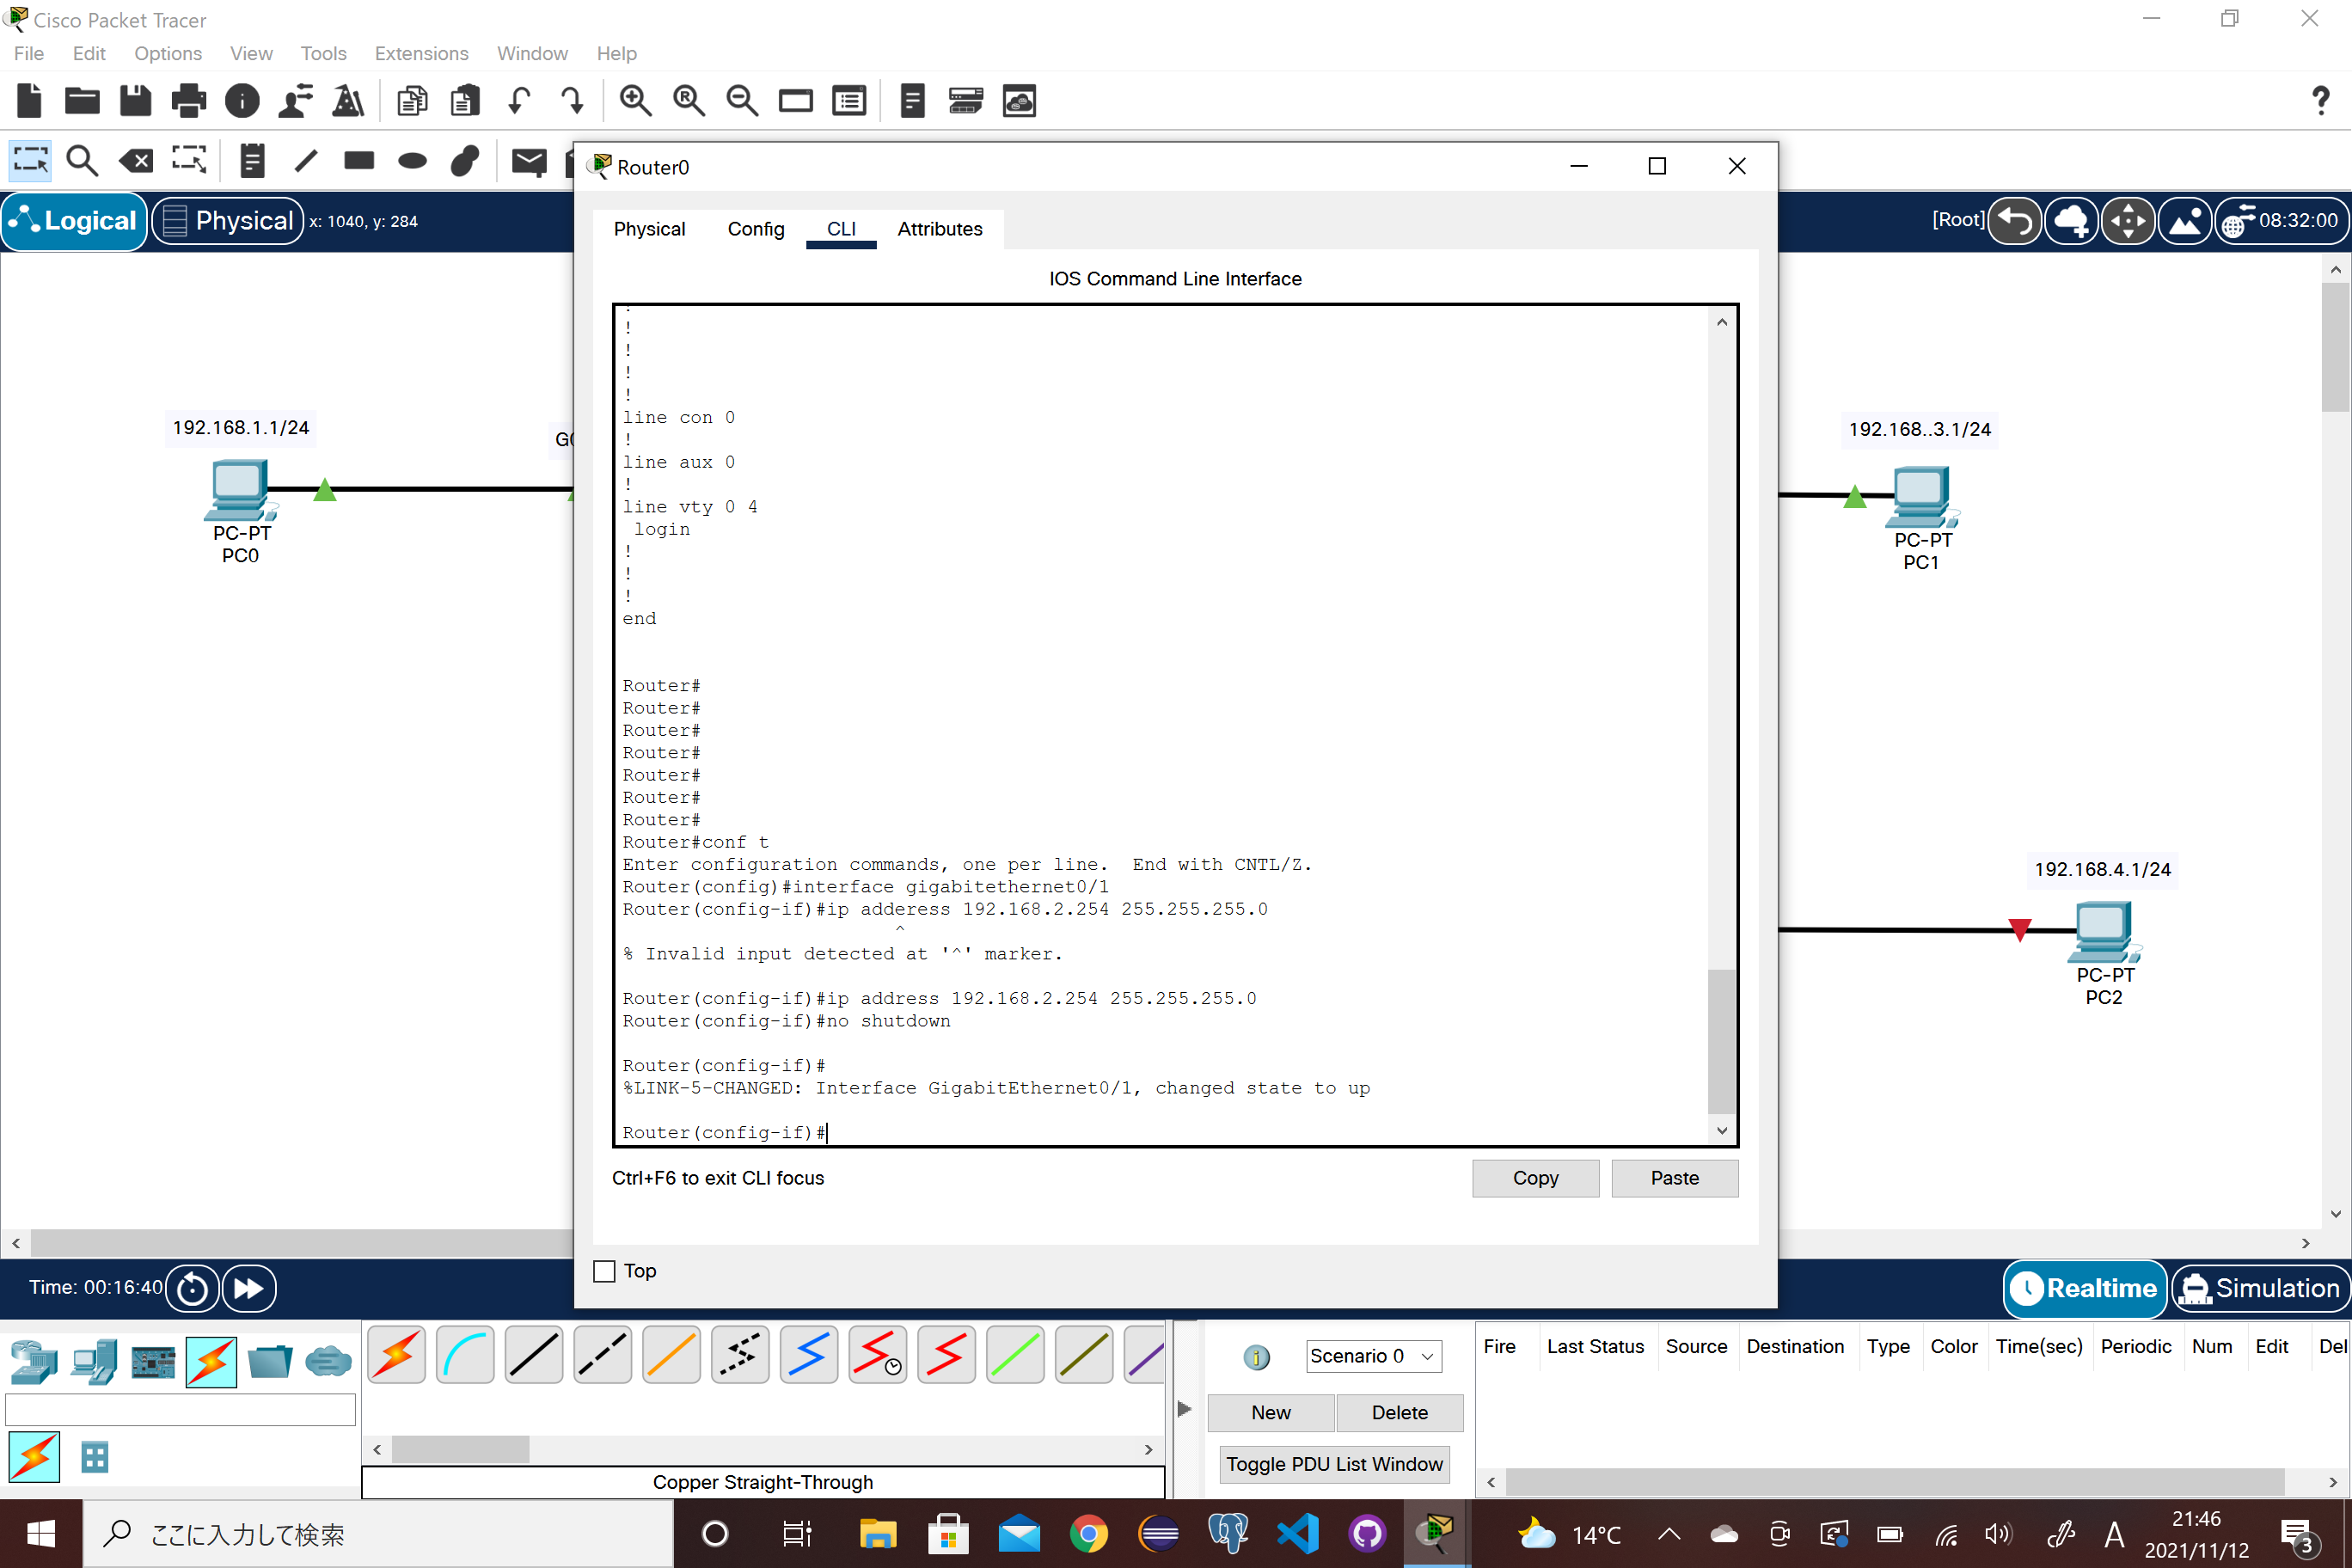 Cisco Packet Tracer
File Edit Options View Tools Extensions Window Help
Logical Physical x: 1040, y: 284
[Root] 08:32:00
192.168.1.1/24
PC-PT
PC0
Router0
Physical Config CLI Attributes
IOS Command Line Interface
!
!
!
!
!
line con 0
!
line aux 0
!
line vty 0 4
login
!
!
!
end
Router#
Router#
Router#
Router#
Router#
Router#
Router#
Router#conf t
Enter configuration commands, one per line. End with CNTL/Z.
Router(config)#interface gigabitethernet0/1
Router(config-if)#ip adderess 192.168.2.254 255.255.255.0
^
% Invalid input detected at '^' marker.
Router(config-if)#ip address 192.168.2.254 255.255.255.0
Router(config-if)#no shutdown
Router(config-if)#
%LINK-5-CHANGED: Interface GigabitEthernet0/1, changed state to up
Router(config-if)#
Ctrl+F6 to exit CLI focus
Copy Paste
Top
192.168..3.1/24
PC-PT
PC1
192.168.4.1/24
PC-PT
PC2
Time: 00:16:40
Realtime Simulation
Copper Straight-Through
Scenario 0
New Delete
Toggle PDU List Window
Fire Last Status Source Destination Type Color Time(sec) Periodic Num Edit Del
ここに入力して検索
14°C
A
21:46
2021/11/12
3